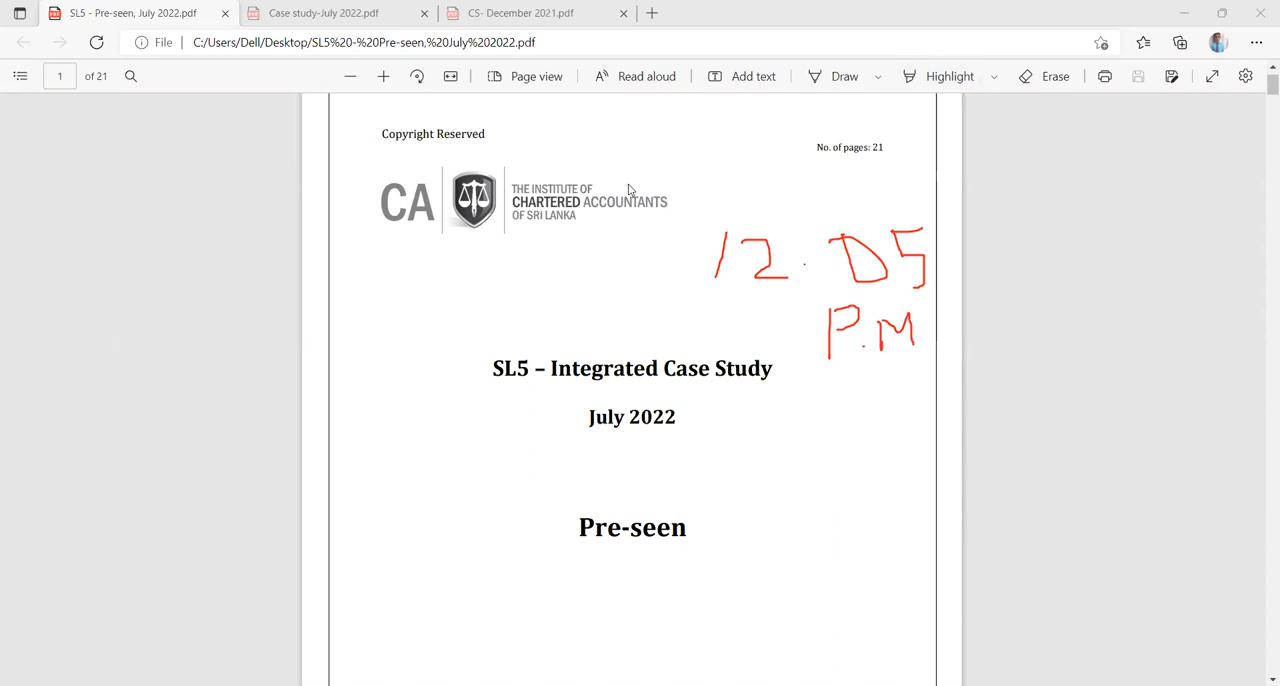 SL5 - Pre-seen, July 2022.pdf
Case study-July 2022.pdf
CS- December 2021.pdf
File
C:/Users/Dell/Desktop/SL5%20-%20Pre-seen,%20July%202022.pdf
1 of 21
Page view
Read aloud
Add text
Draw
Highlight
Erase
Copyright Reserved
No. of pages: 21
CA
THE INSTITUTE OF
CHARTERED ACCOUNTANTS
OF SRI LANKA
12. D5
P.M
SL5 – Integrated Case Study
July 2022
Pre-seen